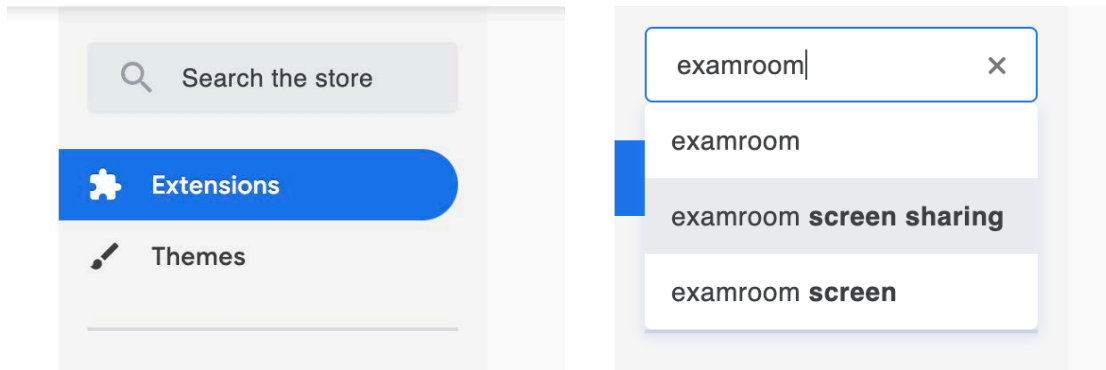 Search the store
Extensions
Themes
examroom
examroom
examroom screen sharing
examroom screen